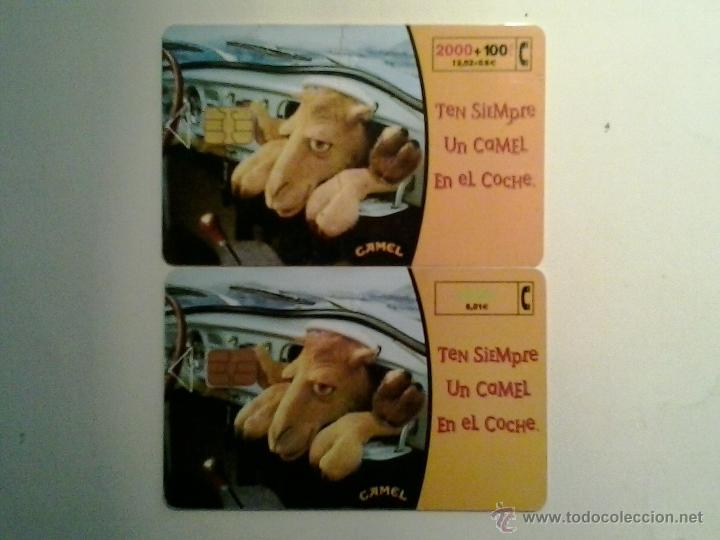 2000+100
12,02+0.6€
Ten Siempre
Un Camel
En el Coche.
CAMEL
6,01€
Ten Siempre
Un Camel
En el Coche.
CAMEL
www.todocoleccion.net